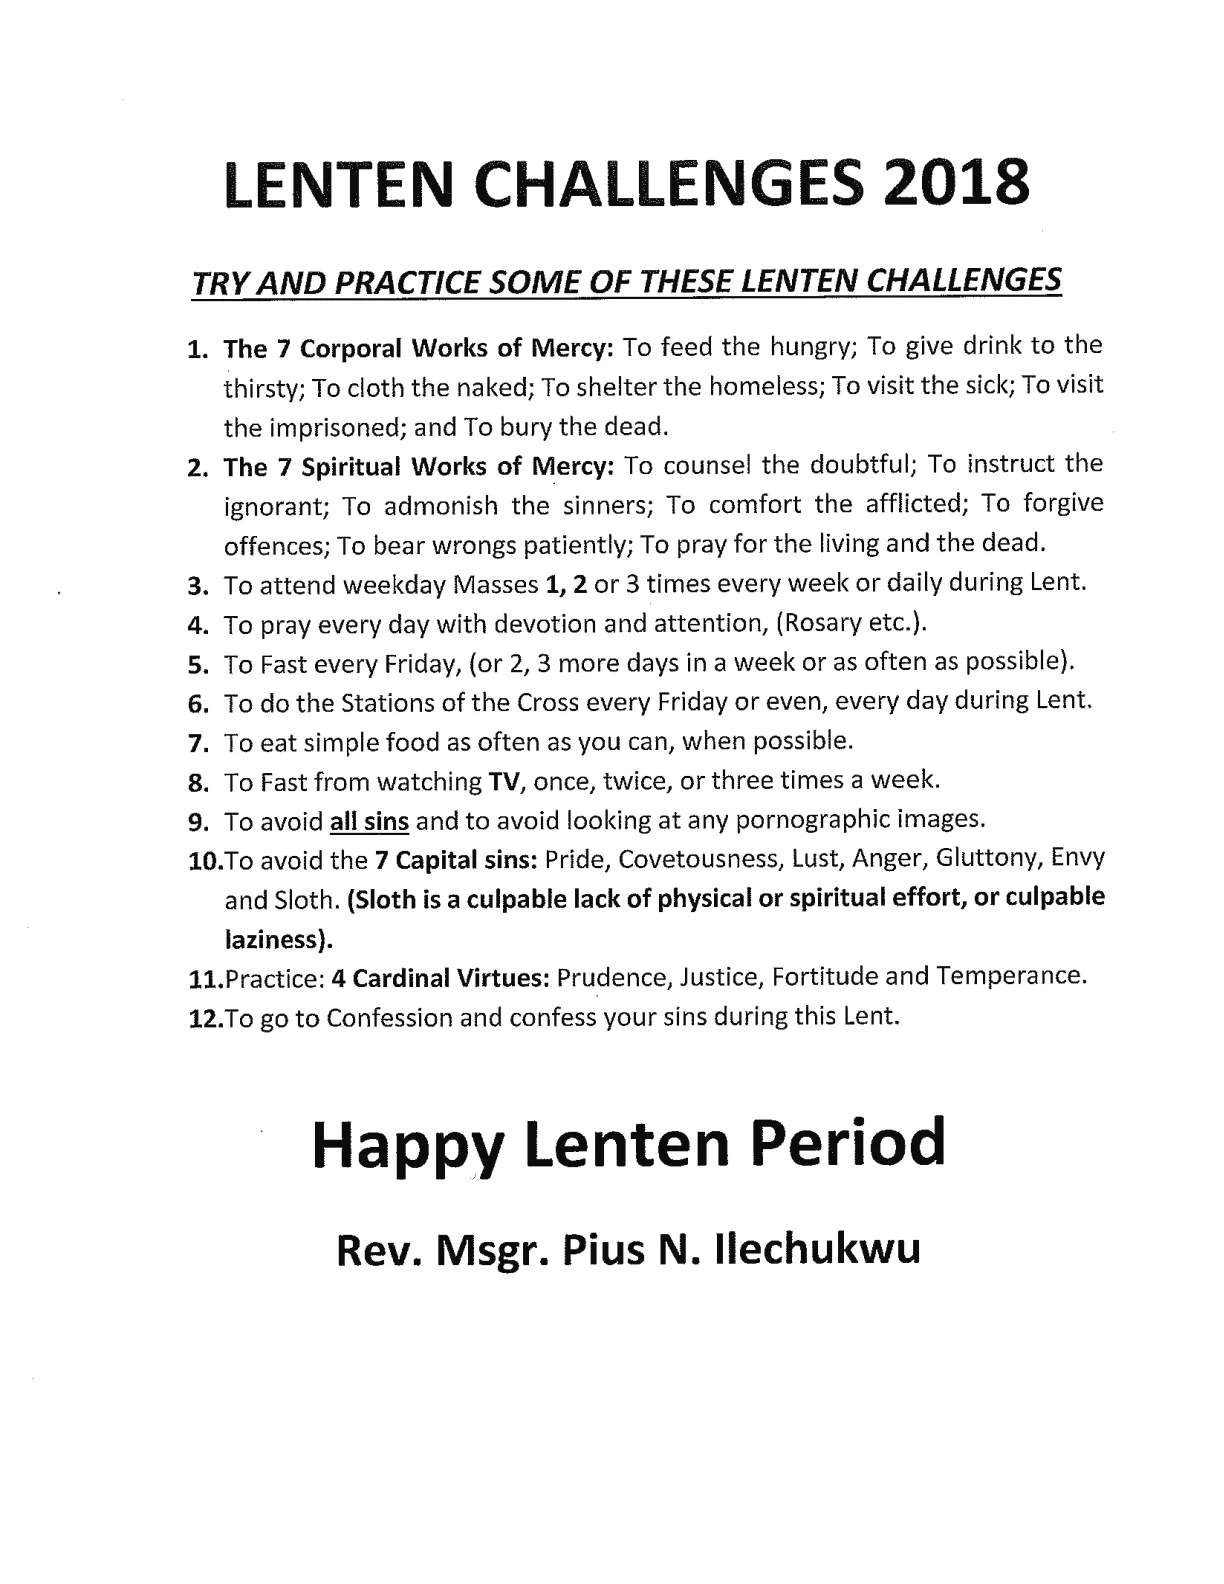 LENTEN CHALLENGES 2018
TRY AND PRACTICE SOME OF THESE LENTEN CHALLENGES
1. The 7 Corporal Works of Mercy: To feed the hungry; To give drink to the
thirsty; To cloth the naked; To shelter the homeless; To visit the sick; To visit
the imprisoned; and To bury the dead.
2. The 7 Spiritual Works of Mercy: To counsel the doubtful; To instruct the
ignorant; To admonish the sinners; To comfort the afflicted; To forgive
offences; To bear wrongs patiently; To pray for the living and the dead.
3. To attend weekday Masses 1, 2 or 3 times every week or daily during Lent.
4. To pray every day with devotion and attention, (Rosary etc.).
5. To Fast every Friday, (or 2, 3 more days in a week or as often as possible).
6. To do the Stations of the Cross every Friday or even, every day during Lent.
7. To eat simple food as often as you can, when possible.
8. To Fast from watching TV, once, twice, or three times a week.
9. To avoid all sins and to avoid looking at any pornographic images.
10.To avoid the 7 Capital sins: Pride, Covetousness, Lust, Anger, Gluttony, Envy
and Sloth. (Sloth is a culpable lack of physical or spiritual effort, or culpable
laziness).
11.Practice: 4 Cardinal Virtues: Prudence, Justice, Fortitude and Temperance.
12.To go to Confession and confess your sins during this Lent.
Happy Lenten Period
Rev. Msgr. Pius N. Ilechukwu